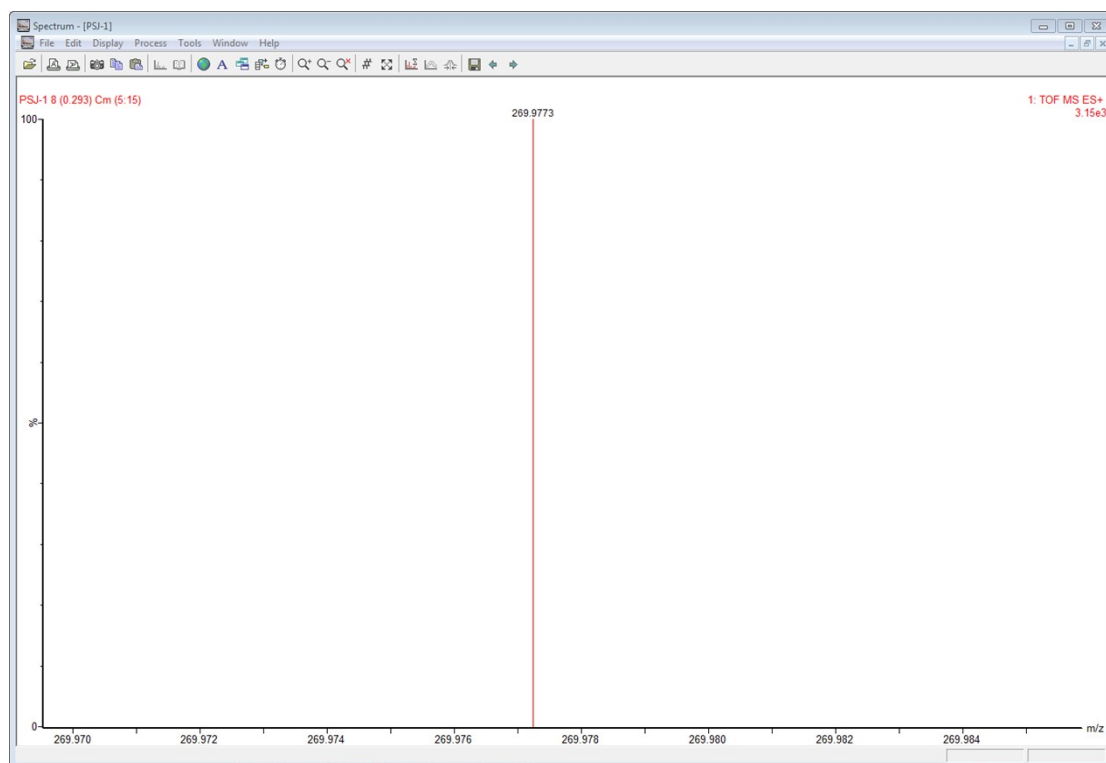 Spectrum - [PSJ-1]
File Edit Display Process Tools Window Help
PSJ-1 8 (0.293) Cm (5:15)
1: TOF MS ES+
3.15e3
269.9773
100
%
0
269.970 269.972 269.974 269.976 269.978 269.980 269.982 269.984
m/z